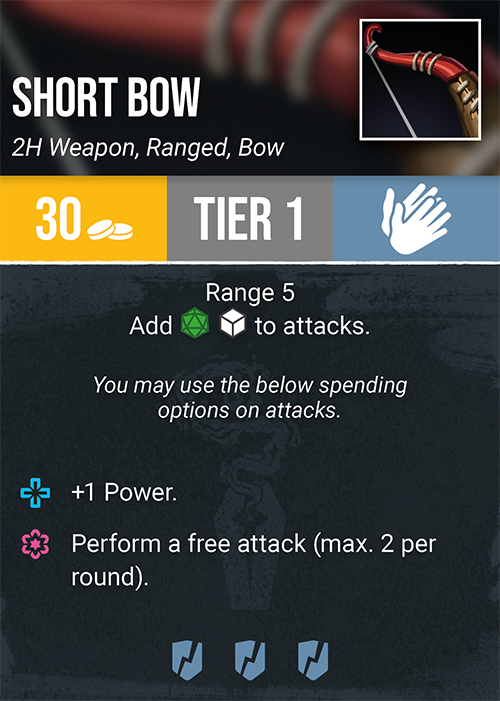 SHORT BOW
2H Weapon, Ranged, Bow
30
TIER 1
Range 5
Add to attacks.
You may use the below spending
options on attacks.
+1 Power.
Perform a free attack (max. 2 per
round).